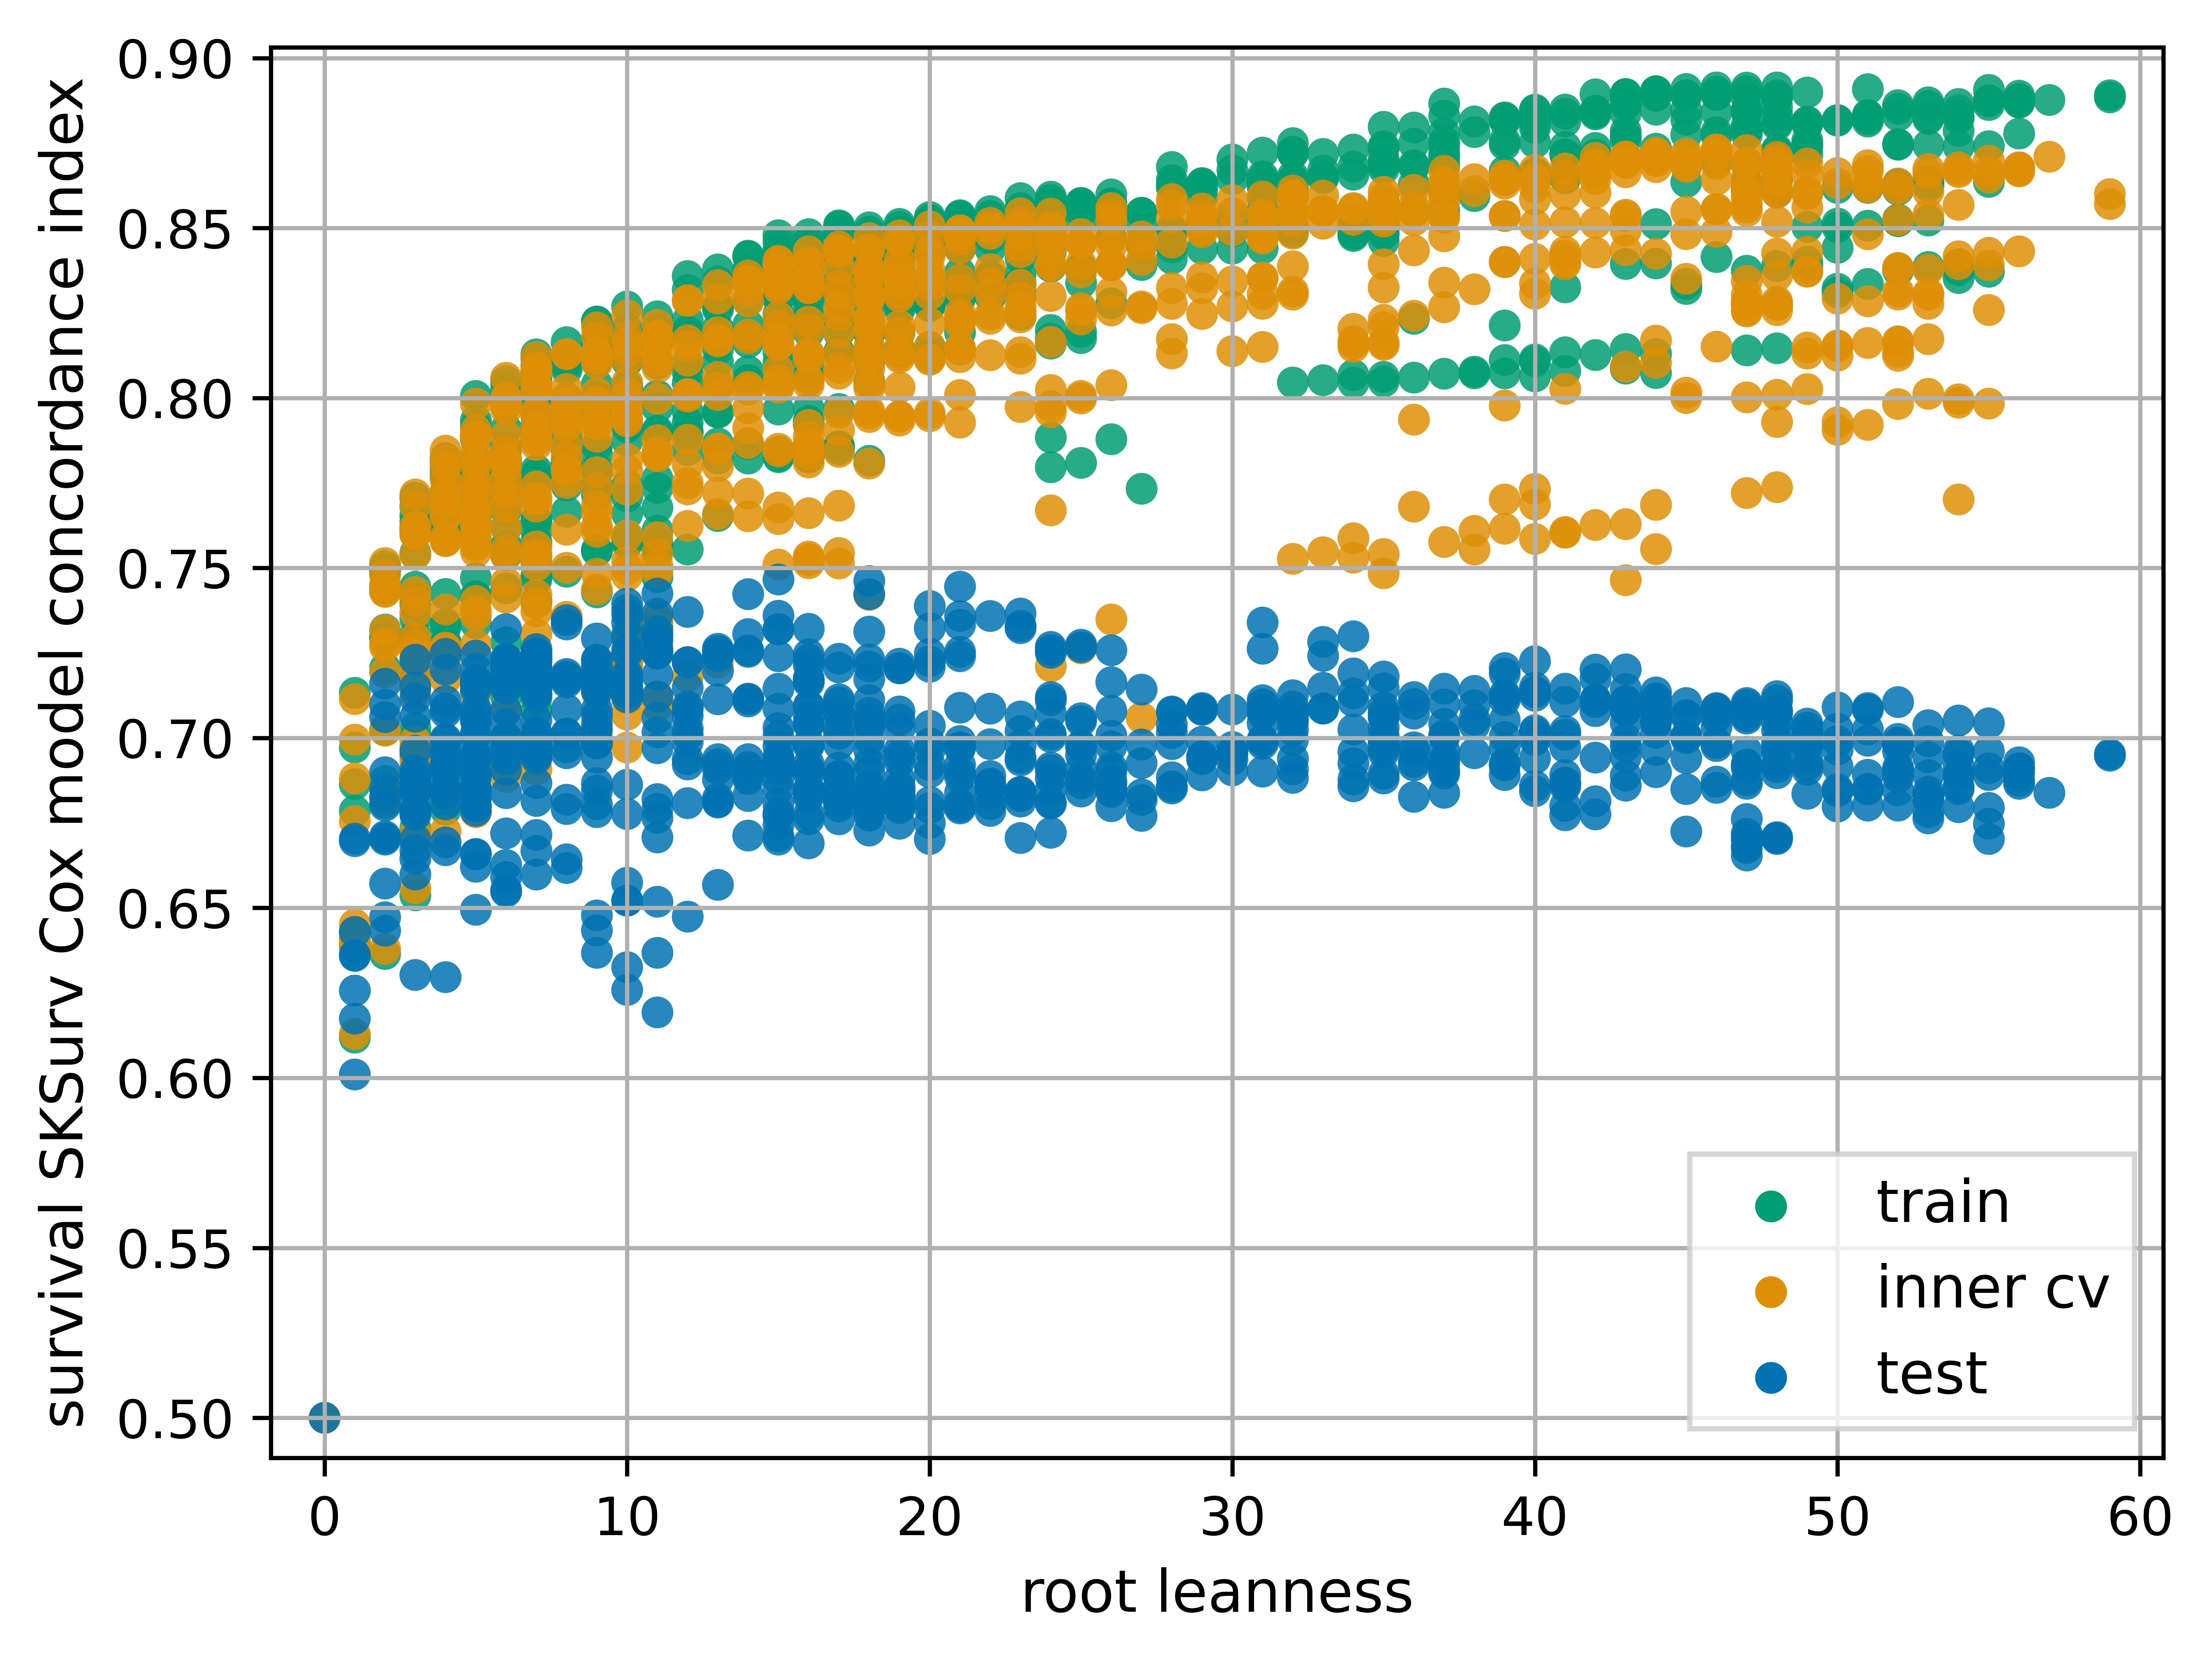 survival SKSurv Cox model concordance index
0.90
0.85
0.80
0.75
0.70
0.65
0.60
0.55
0.50
train
inner cv
test
0 10 20 30 40 50 60
root leanness